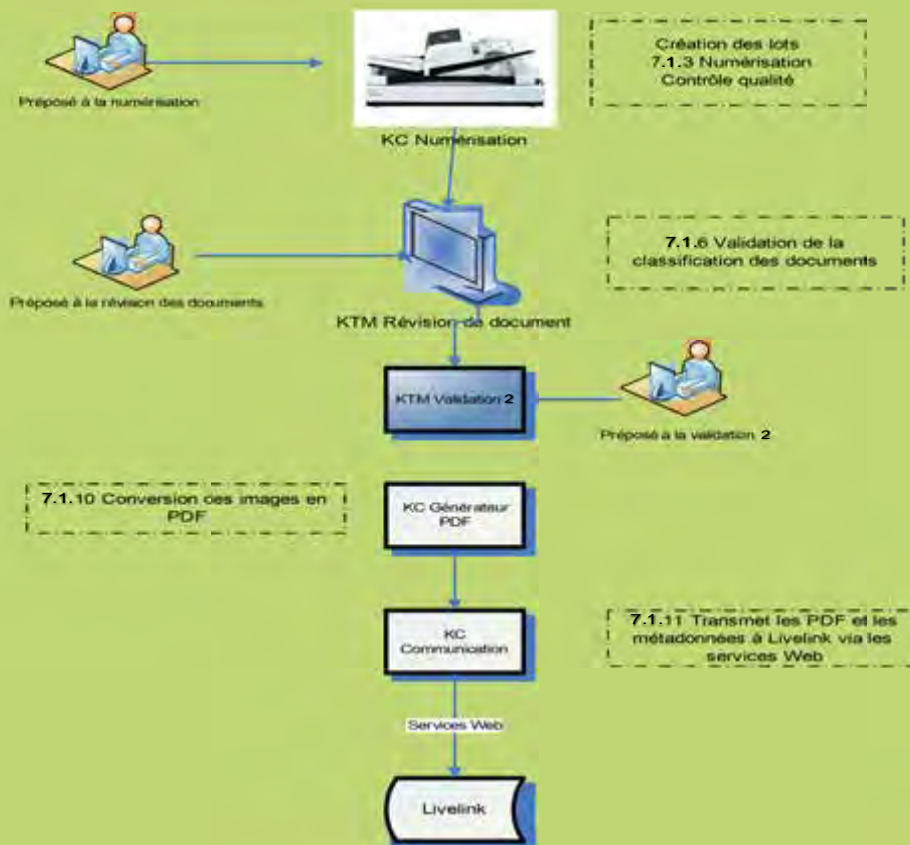 Création des lots
7.1.3 Numérisation
Contrôle qualité
Préposé à la numérisation
KC Numérisation
7.1.6 Validation de la
classification des documents
Préposé à la révision des documents
KTM Révision de document
KTM Validation 2
Préposé à la validation 2
7.1.10 Conversion des images en
PDF
KC Générateur
PDF
KC
Communication
7.1.11 Transmet les PDF et les
métadonnées à Livelink via les
services Web
Services Web
Livelink